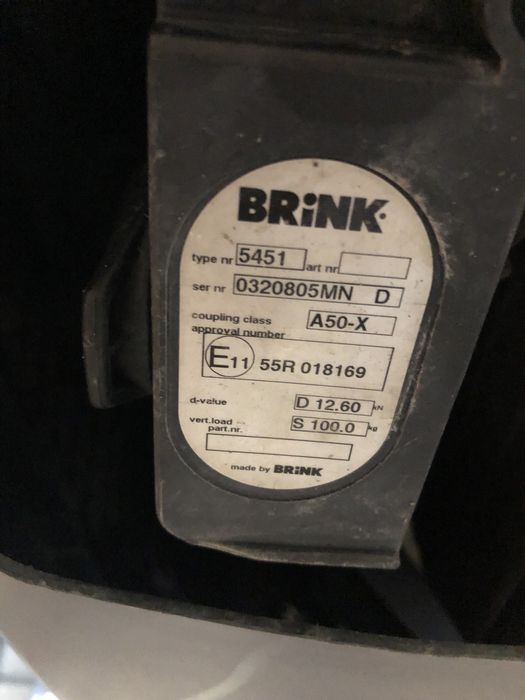 BRiNK.
type nr 5451 art nr
ser nr 0320805MN D
coupling class A50-X
approval number
E11 55R 018169
d-value D 12.60 kN
vert.load S 100.0 kg
part.nr.
made by BRiNK